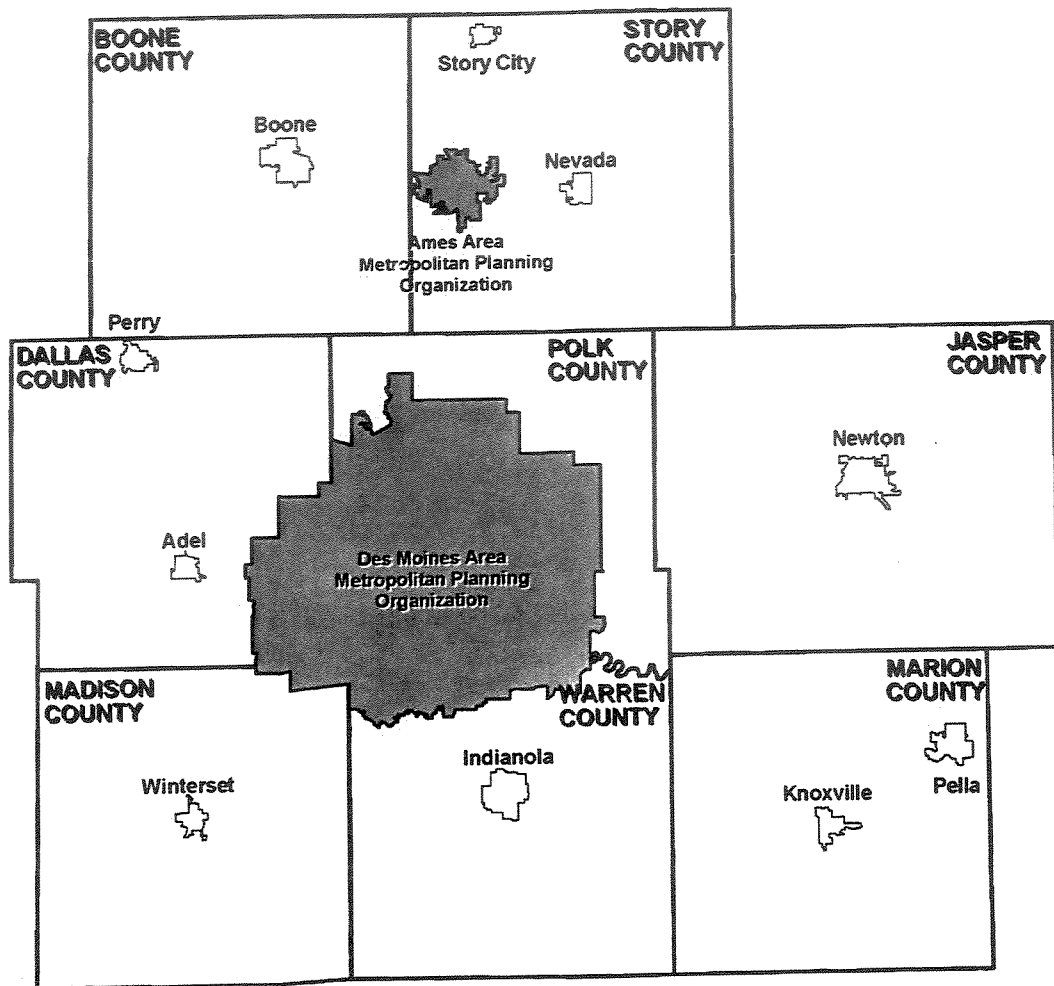 BOONE
COUNTY
STORY
COUNTY
Story City
Boone
Nevada
Ames Area
Metropolitan Planning
Organization
Perry
DALLAS
COUNTY
POLK
COUNTY
JASPER
COUNTY
Newton
Adel
Des Moines Area
Metropolitan Planning
Organization
MADISON
COUNTY
WARREN
COUNTY
MARION
COUNTY
Indianola
Winterset
Knoxville
Pella